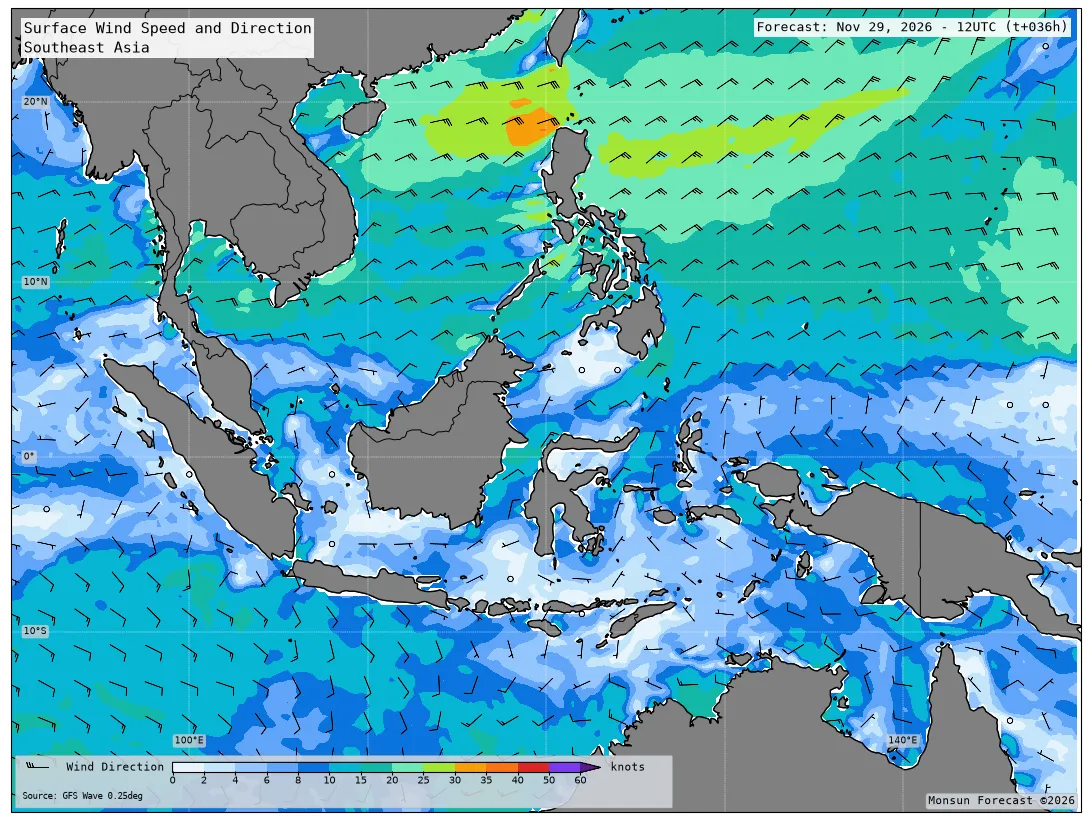 Surface Wind Speed and Direction
Southeast Asia
Forecast: Nov 29, 2026 - 12UTC (t+036h)
20°N
10°N
0°
10°S
100°E
140°E
Wind Direction
knots
0 2 4 6 8 10 15 20 25 30 35 40 50 60
Source: GFS Wave 0.25deg
Monsun Forecast ©2026